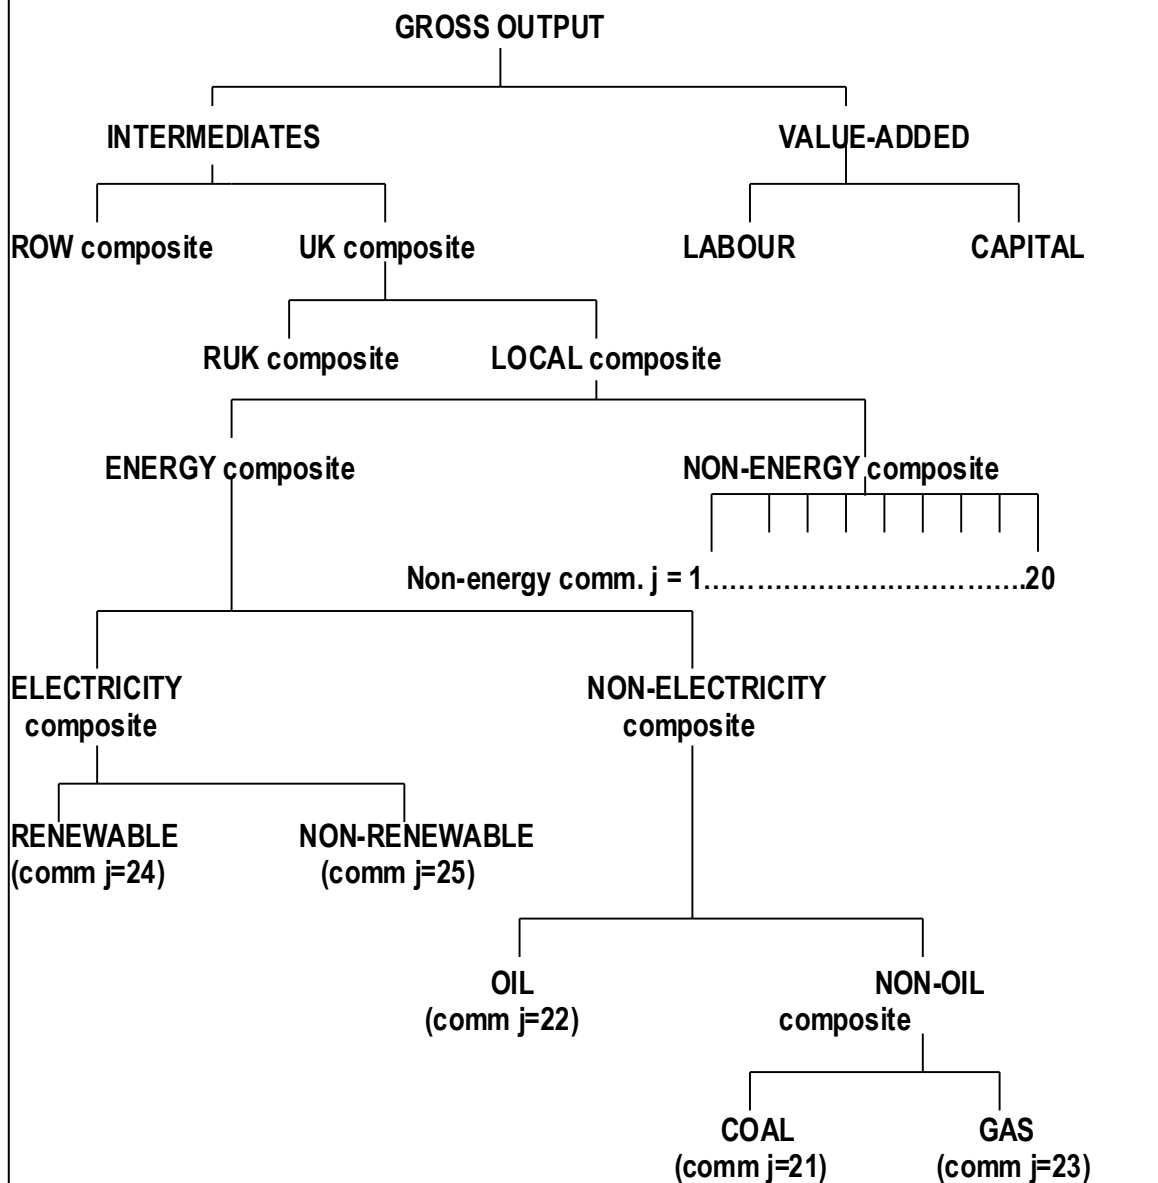 GROSS OUTPUT
INTERMEDIATES
VALUE-ADDED
ROW composite
UK composite
LABOUR
CAPITAL
RUK composite
LOCAL composite
ENERGY composite
NON-ENERGY composite
Non-energy comm. j = 1…….………………………….20
ELECTRICITY
composite
NON-ELECTRICITY
composite
RENEWABLE
(comm j=24)
NON-RENEWABLE
(comm j=25)
OIL
(comm j=22)
NON-OIL
composite
COAL
(comm j=21)
GAS
(comm j=23)